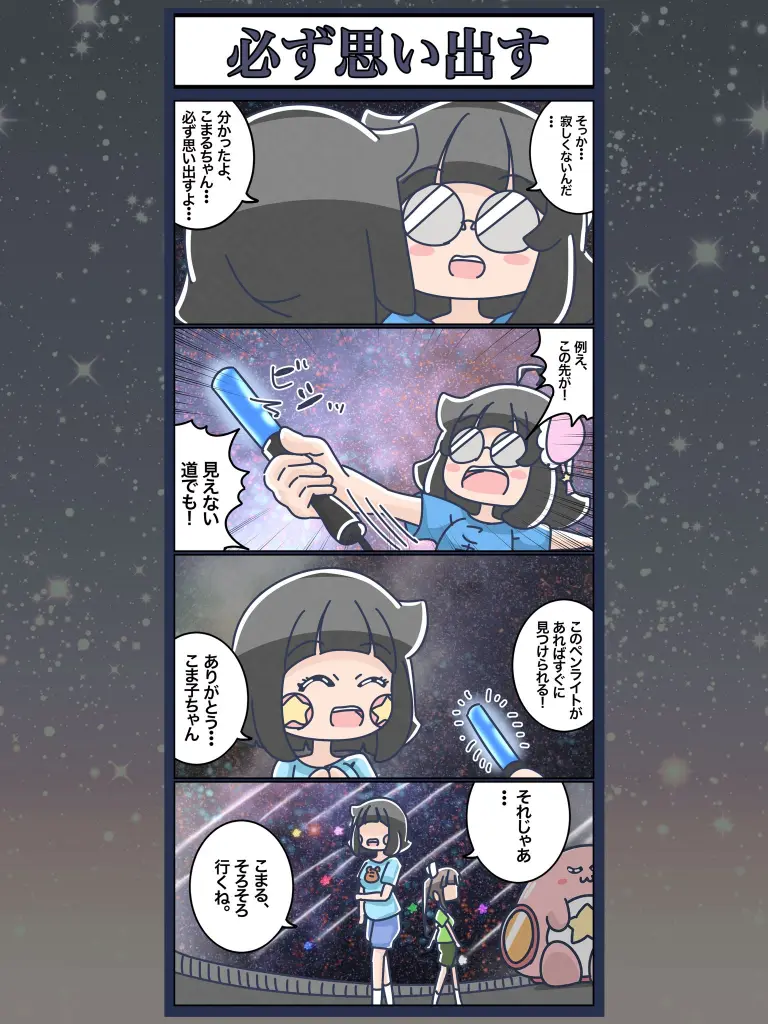 必ず思い出す
そっか…
寂しくないんだ
…
分かったよ、
こまるちゃん…
必ず思い出すよ…
例え、
この先が！
ビッ
見えない
道でも！
このペンライトが
あればすぐに
見つけられる！
ありがとう…
こま子ちゃん
それじゃあ
…
こまる、
そろそろ
行くね。